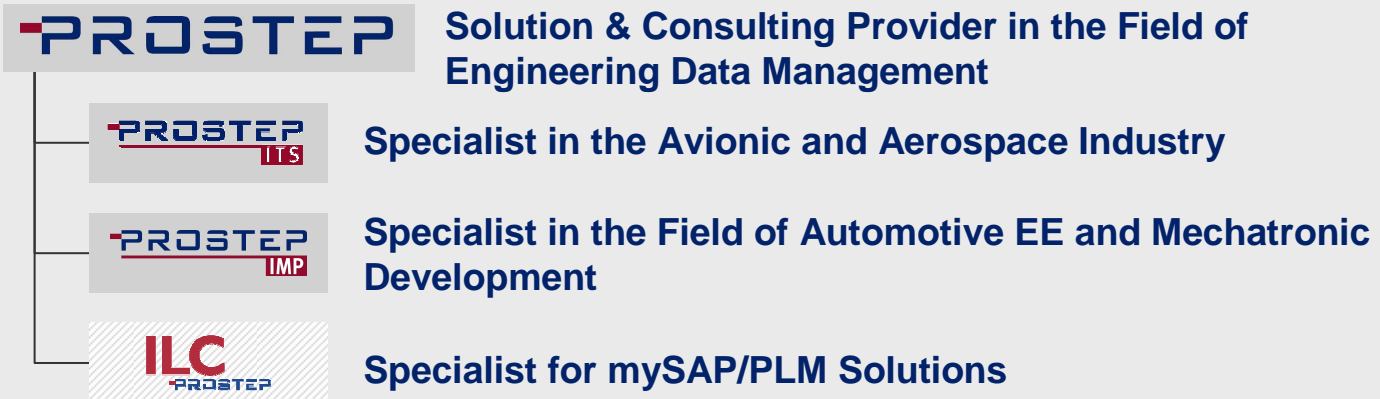 PROSTEP
Solution & Consulting Provider in the Field of
Engineering Data Management
PROSTEP
ITS
Specialist in the Avionic and Aerospace Industry
PROSTEP
IMP
Specialist in the Field of Automotive EE and Mechatronic
Development
ILC
PROSTEP
Specialist for mySAP/PLM Solutions